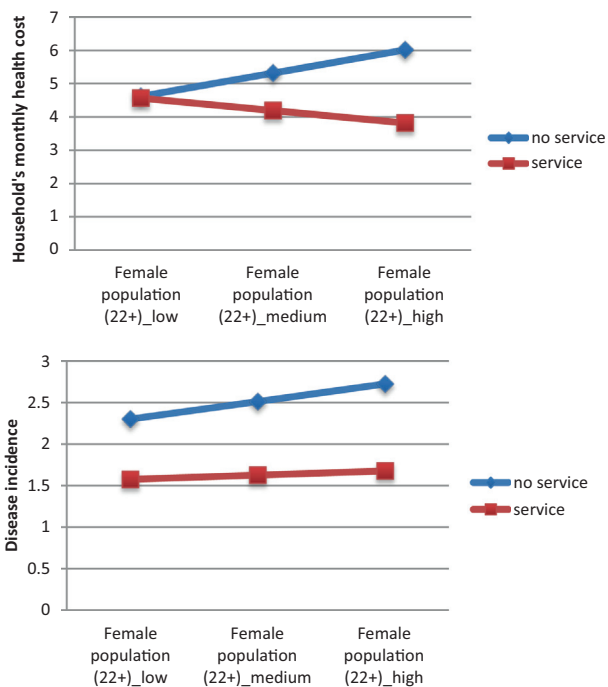 Household's monthly health cost
7
6
5
4
3
2
1
0
Female
population
(22+)_low
Female
population
(22+)_medium
Female
population
(22+)_high
no service
service
Disease incidence
3
2.5
2
1.5
1
0.5
0
Female
population
(22+)_low
Female
population
(22+)_medium
Female
population
(22+)_high
no service
service